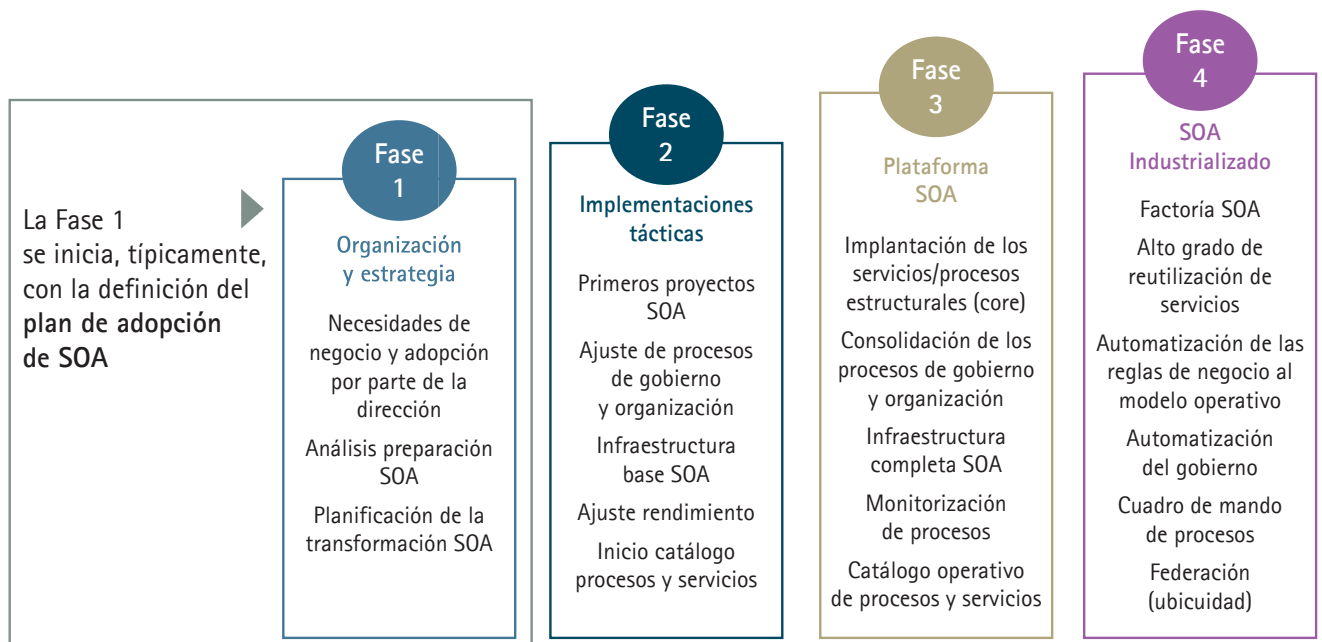 La Fase 1
se inicia, típicamente,
con la definición del
plan de adopción
de SOA
Fase
1
Organización
y estrategia
Necesidades de
negocio y adopción
por parte de la
dirección
Análisis preparación
SOA
Planificación de la
transformación SOA
Fase
2
Implementaciones
tácticas
Primeros proyectos
SOA
Ajuste de procesos
de gobierno
y organización
Infraestructura
base SOA
Ajuste rendimiento
Inicio catálogo
procesos y servicios
Fase
3
Plataforma
SOA
Implantación de los
servicios/procesos
estructurales (core)
Consolidación de los
procesos de gobierno
y organización
Infraestructura
completa SOA
Monitorización
de procesos
Catálogo operativo
de procesos y servicios
Fase
4
SOA
Industrializado
Factoría SOA
Alto grado de
reutilización de
servicios
Automatización de las
reglas de negocio al
modelo operativo
Automatización
del gobierno
Cuadro de mando
de procesos
Federación
(ubicuidad)